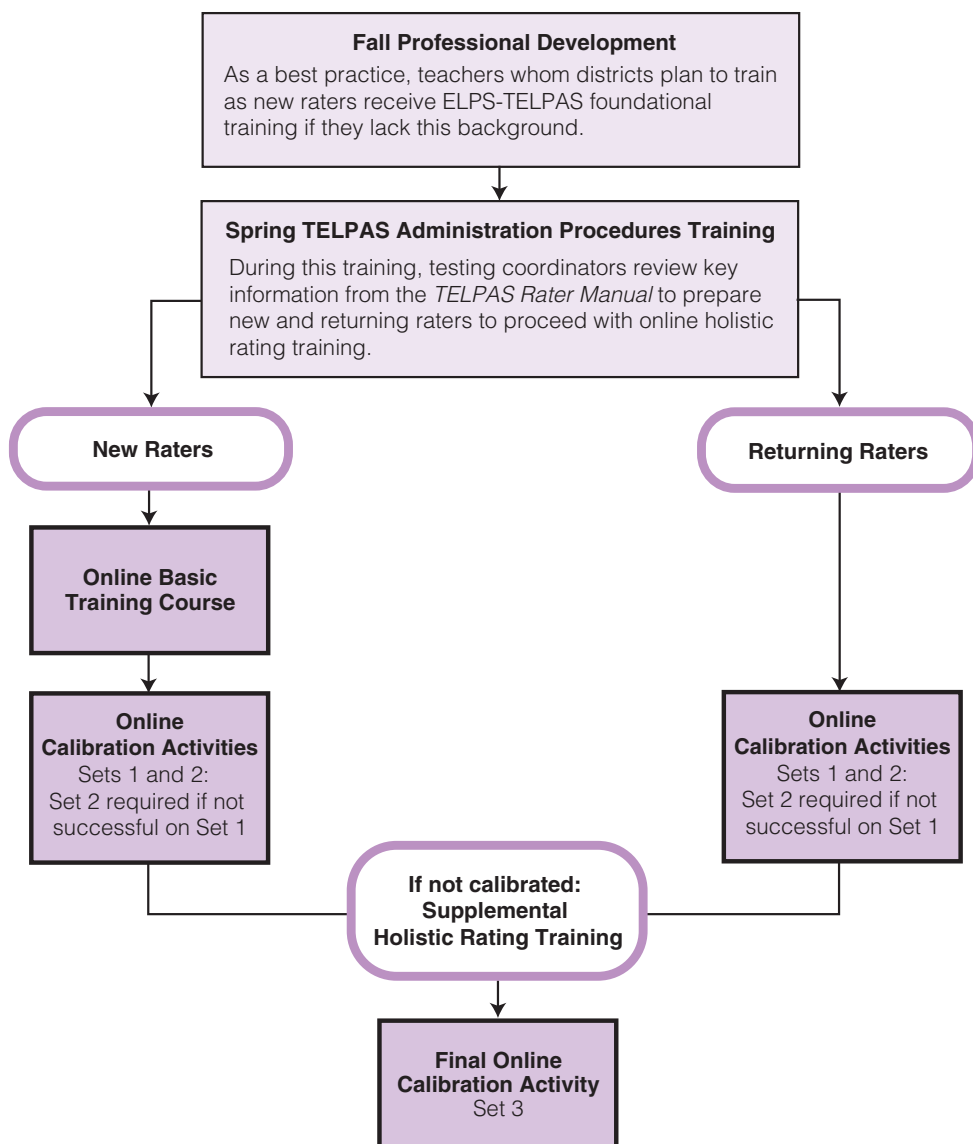 Fall Professional Development
As a best practice, teachers whom districts plan to train
as new raters receive ELPS-TELPAS foundational
training if they lack this background.
Spring TELPAS Administration Procedures Training
During this training, testing coordinators review key
information from the TELPAS Rater Manual to prepare
new and returning raters to proceed with online holistic
rating training.
New Raters
Returning Raters
Online Basic
Training Course
Online
Calibration Activities
Sets 1 and 2:
Set 2 required if not
successful on Set 1
Online
Calibration Activities
Sets 1 and 2:
Set 2 required if not
successful on Set 1
If not calibrated:
Supplemental
Holistic Rating Training
Final Online
Calibration Activity
Set 3